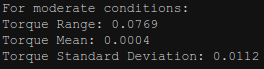 For moderate conditions:
Torque Range: 0.0769
Torque Mean: 0.0004
Torque Standard Deviation: 0.0112